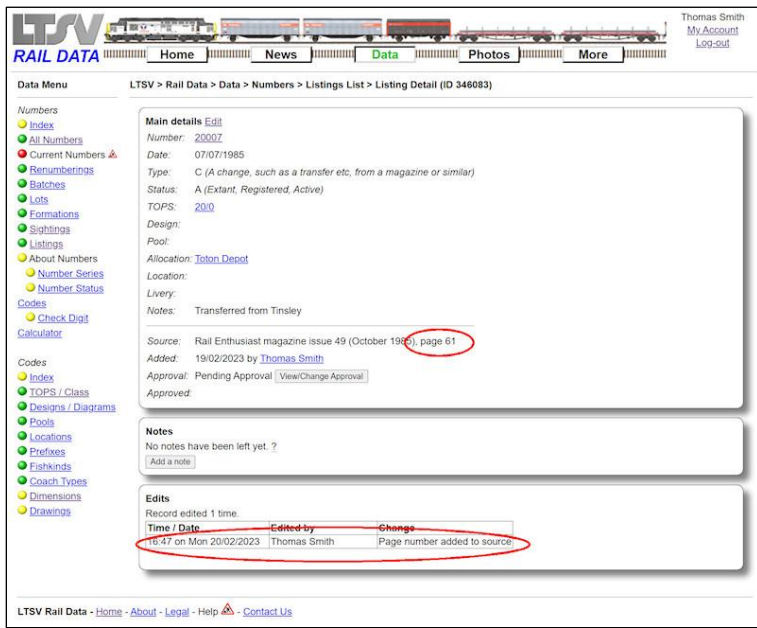 LTSV
RAIL DATA
Home
News
Data
Photos
More
Thomas Smith
My Account
Log-out
Data Menu
LTSV > Rail Data > Data > Numbers > Listings List > Listing Detail (ID 346083)
Numbers
Index
All Numbers
Current Numbers
Renumberings
Batches
Lots
Formations
Sightings
Listings
About Numbers
Number Series
Number Status
Codes
Check Digit
Calculator
Codes
Index
TOPS / Class
Designs / Diagrams
Pools
Locations
Prefixes
Fishkinds
Coach Types
Dimensions
Drawings
Main details Edit
Number: 20007
Date: 07/07/1985
Type: C (A change, such as a transfer etc, from a magazine or similar)
Status: A (Extant, Registered, Active)
TOPS: 20/0
Design:
Pool:
Allocation: Toton Depot
Location:
Livery:
Notes: Transferred from Tinsley
Source: Rail Enthusiast magazine issue 49 (October 1985), page 61
Added: 19/02/2023 by Thomas Smith
Approval: Pending Approval View/Change Approval
Approved:
Notes
No notes have been left yet. ?
Add a note
Edits
Record edited 1 time.
Time / Date Edited by Change
16:47 on Mon 20/02/2023 Thomas Smith Page number added to source
LTSV Rail Data - Home - About - Legal - Help - Contact Us